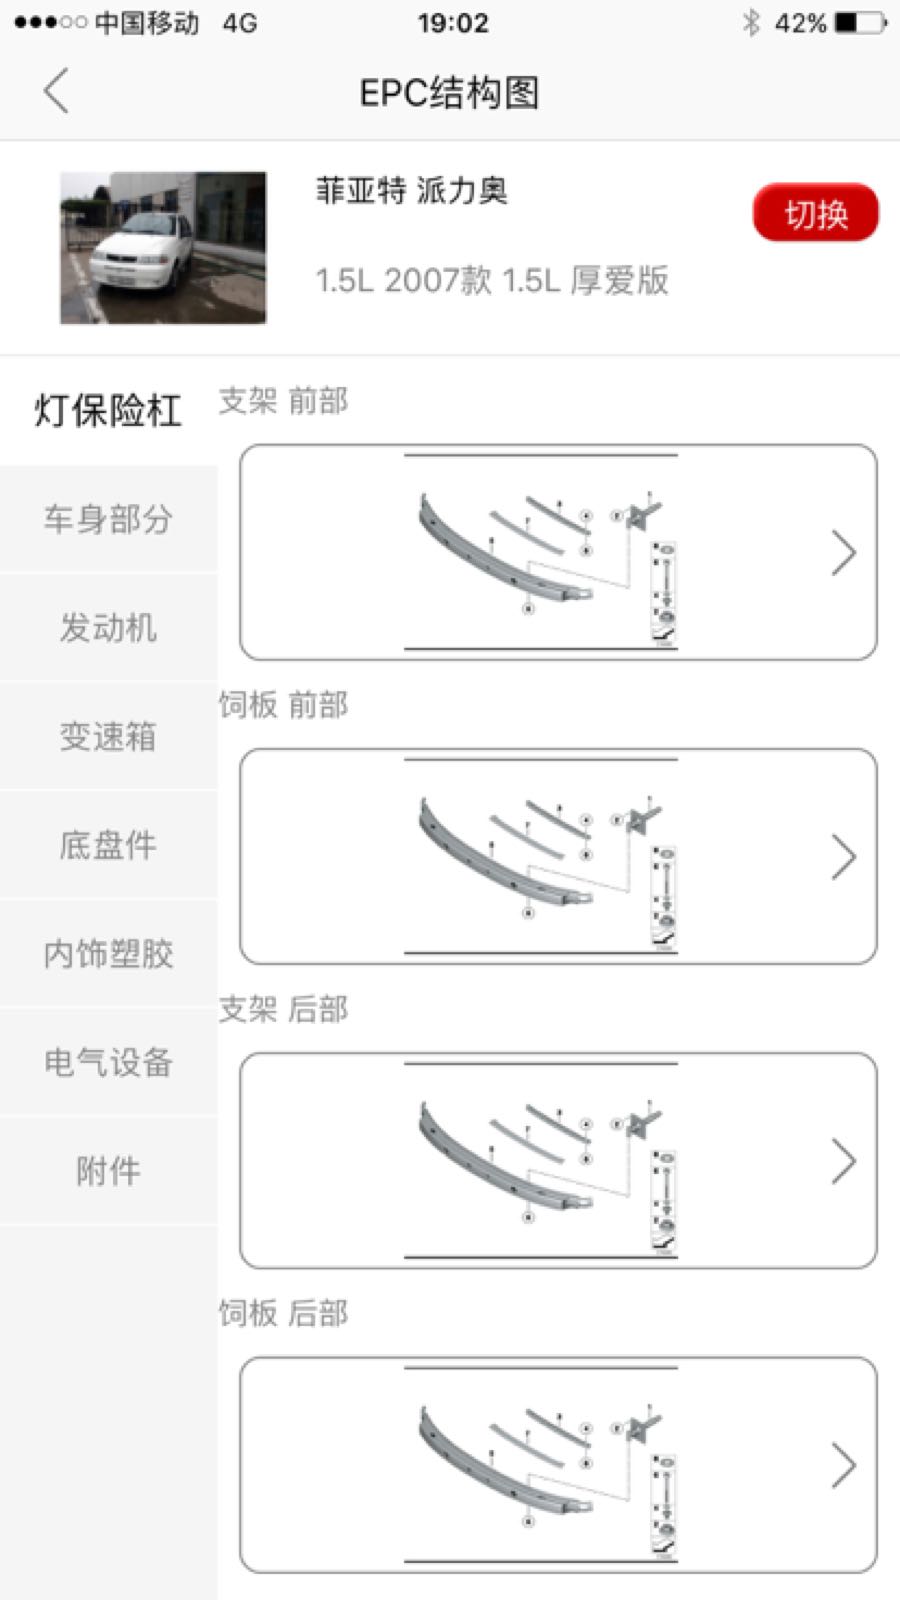 中国移动 4G 19:02 42%
EPC结构图
菲亚特 派力奥
切换
1.5L 2007款 1.5L 厚爱版
灯保险杠
车身部分
发动机
变速箱
底盘件
内饰塑胶
电气设备
附件
支架 前部
饲板 前部
支架 后部
饲板 后部